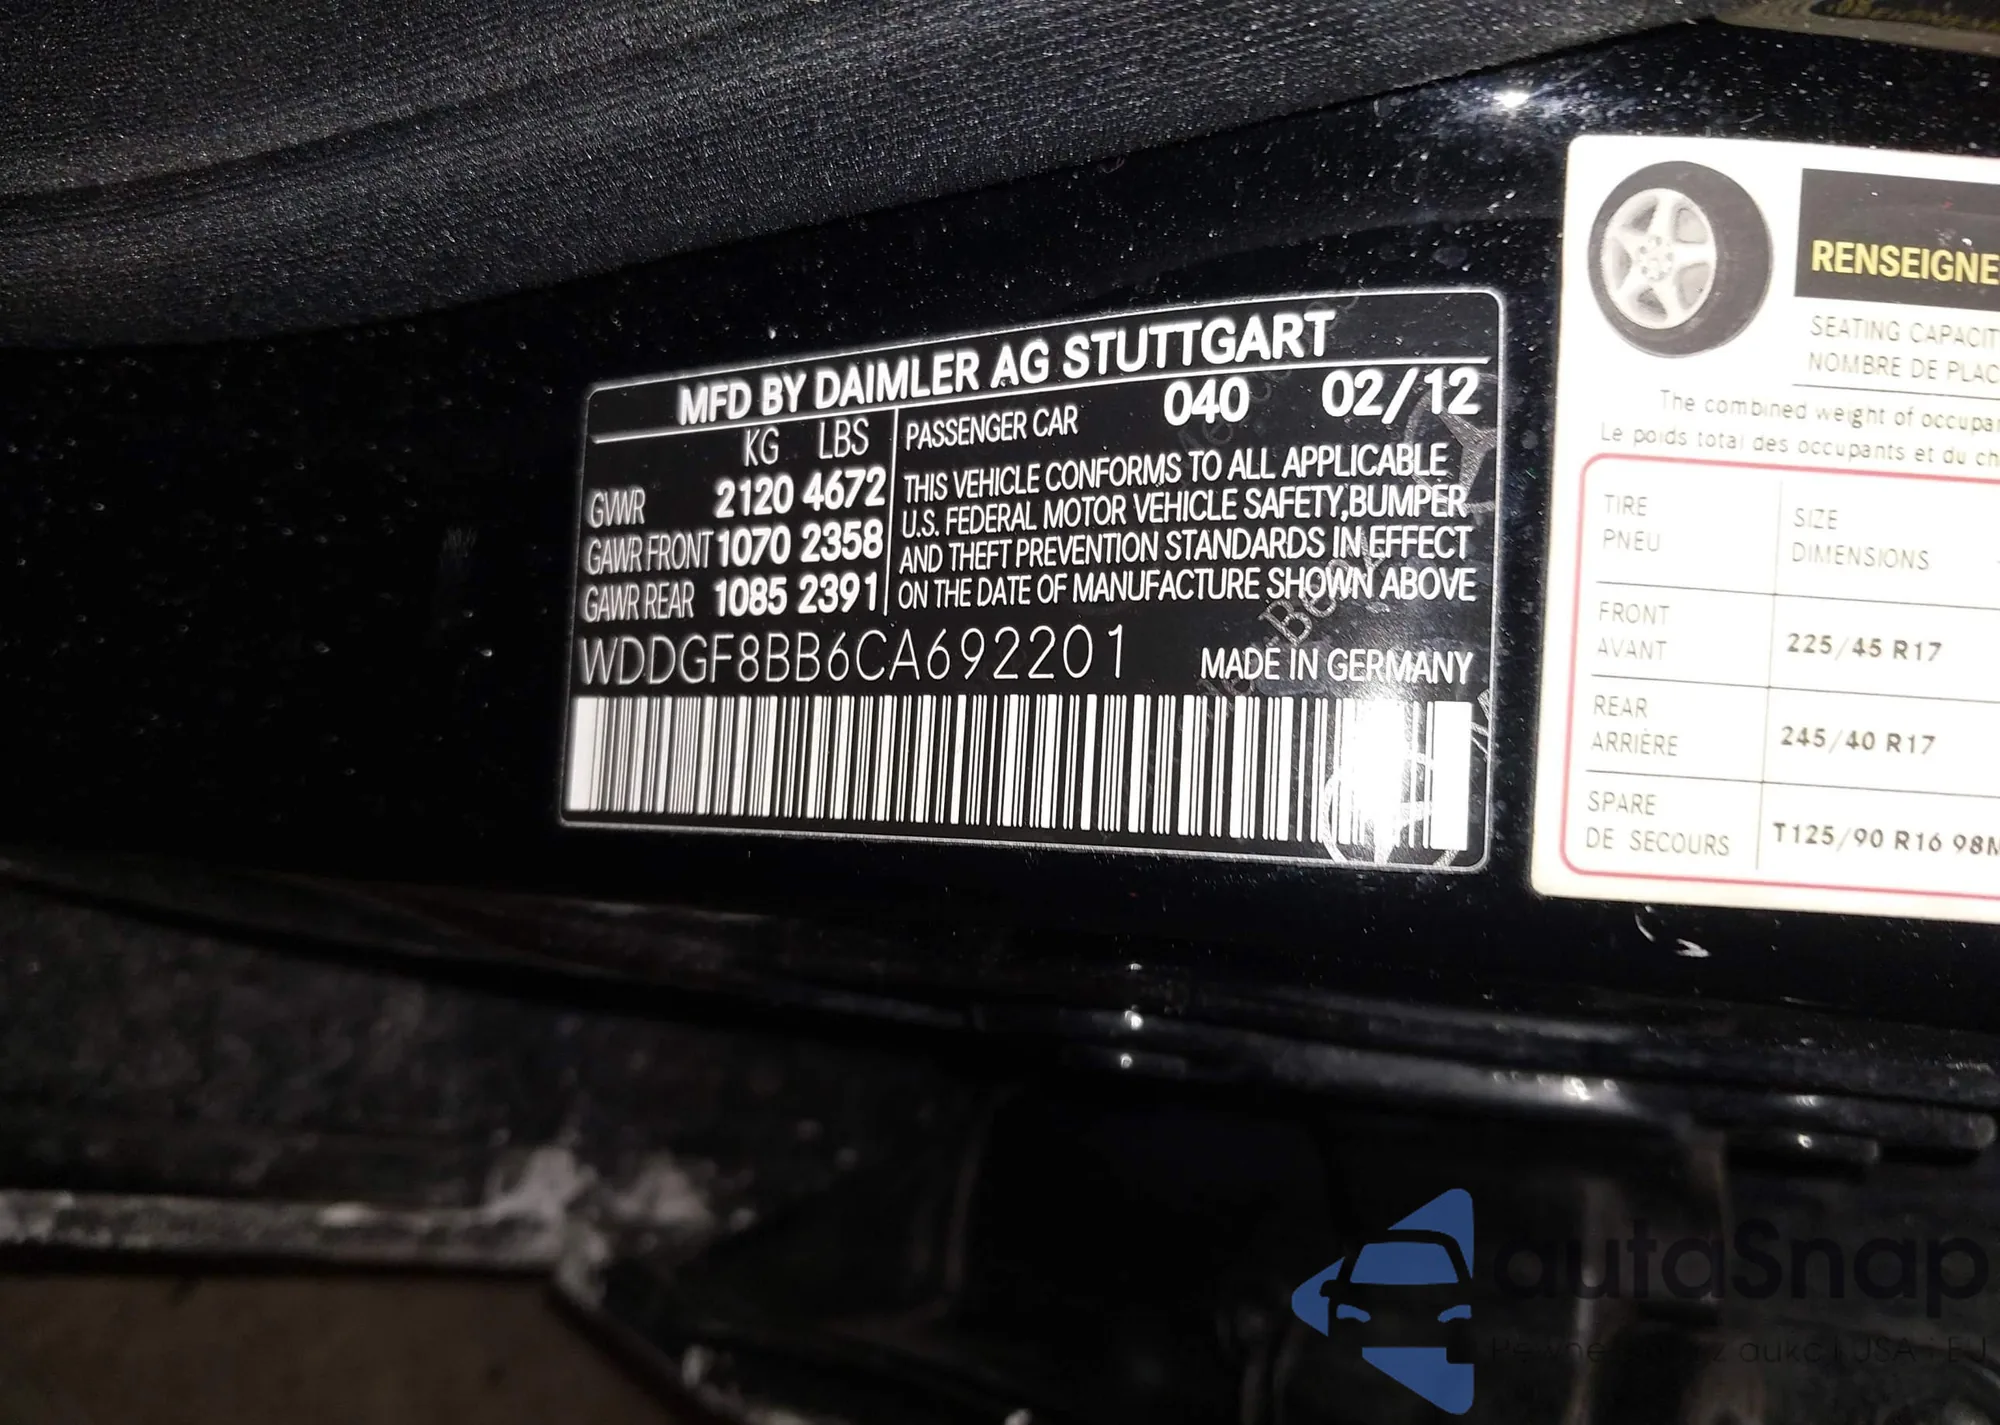 MFD BY DAIMLER AG STUTTGART
KG LBS
GVWR 2120 4672
GAWR FRONT 1070 2358
GAWR REAR 1085 2391
PASSENGER CAR 040 02/12
THIS VEHICLE CONFORMS TO ALL APPLICABLE
U.S. FEDERAL MOTOR VEHICLE SAFETY,BUMPER
AND THEFT PREVENTION STANDARDS IN EFFECT
ON THE DATE OF MANUFACTURE SHOWN ABOVE
WDDGF8BB6CA692201 MADE IN GERMANY
RENSEIGNE
SEATING CAPACIT
NOMBRE DE PLAC
The combined weight of occupan
Le poids total des occupants et du ch
TIRE
PNEU
SIZE
DIMENSIONS
FRONT
AVANT
225/45 R17
REAR
ARRIÈRE
245/40 R17
SPARE
DE SECOURS
T125/90 R16 98M
autaSnap